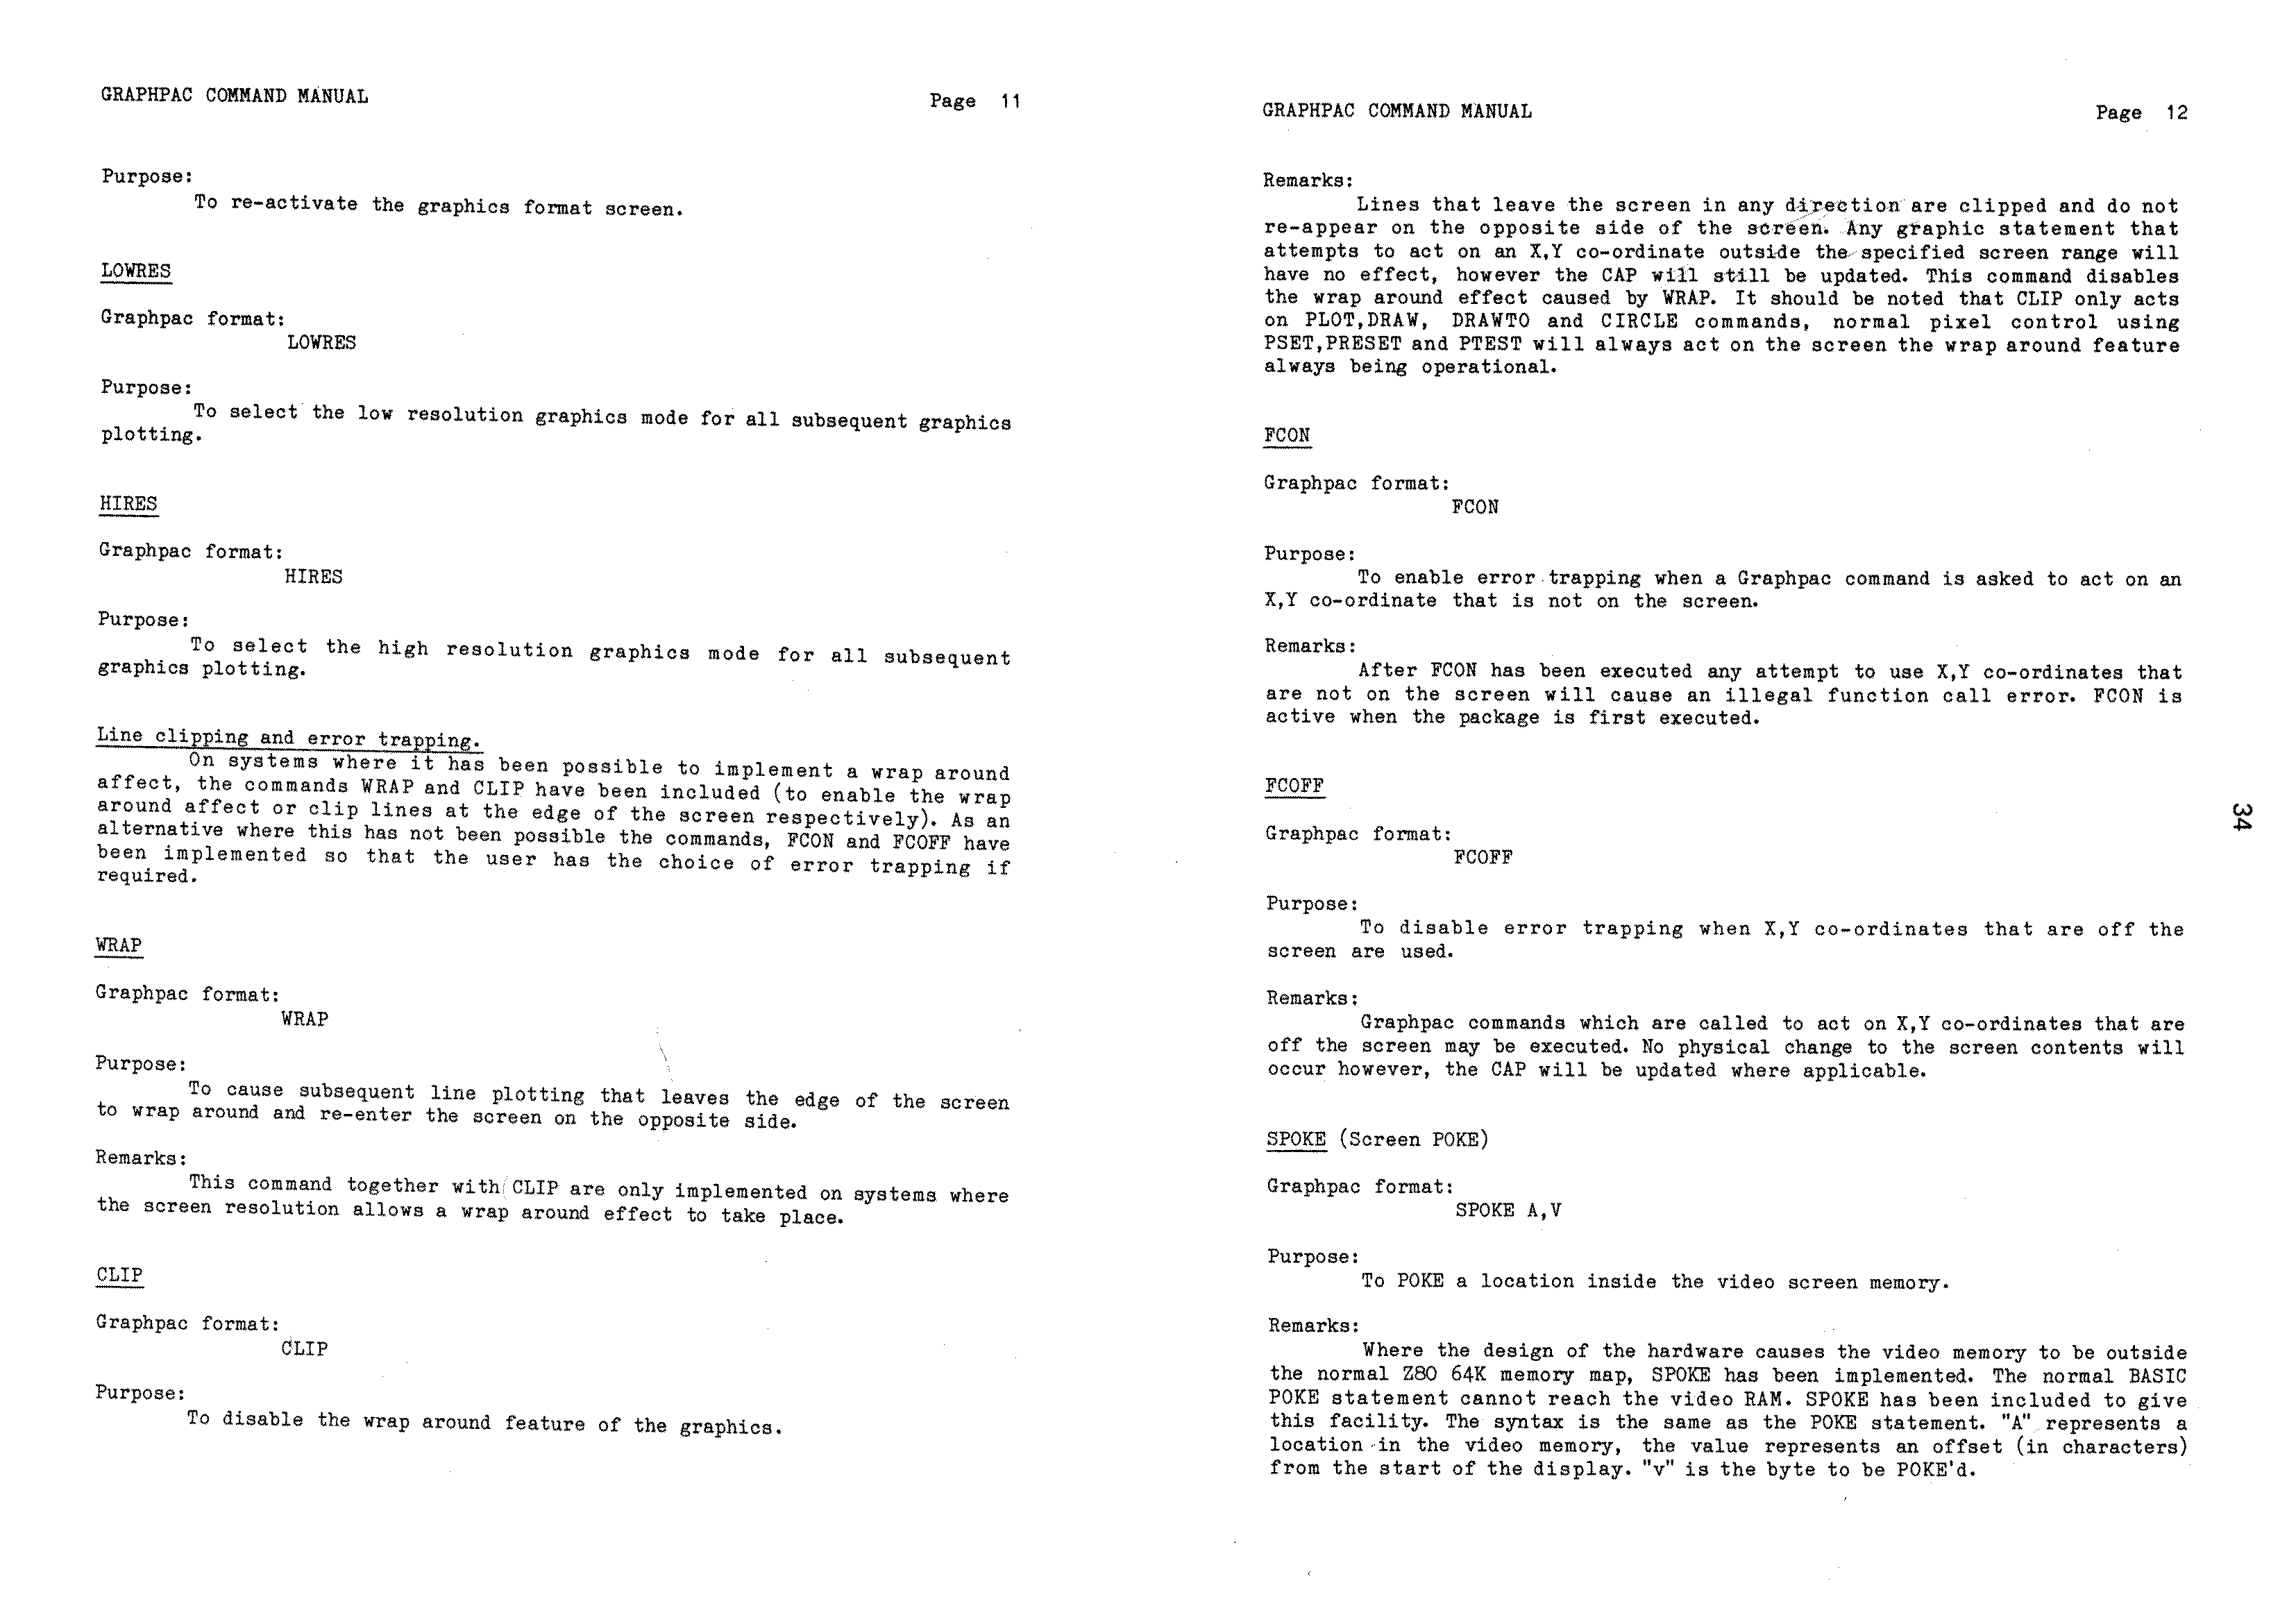 GRAPHPAC COMMAND MANUAL Page 11
Purpose:
To re-activate the graphics format screen.
LOWRES
Graphpac format:
LOWRES
Purpose:
To select the low resolution graphics mode for all subsequent graphics
plotting.
HIRES
Graphpac format:
HIRES
Purpose:
To select the high resolution graphics mode for all subsequent
graphics plotting.
Line clipping and error trapping.
On systems where it has been possible to implement a wrap around
affect, the commands WRAP and CLIP have been included (to enable the wrap
around affect or clip lines at the edge of the screen respectively). As an
alternative where this has not been possible the commands, FCON and FCOFF have
been implemented so that the user has the choice of error trapping if
required.
WRAP
Graphpac format:
WRAP
Purpose:
To cause subsequent line plotting that leaves the edge of the screen
to wrap around and re-enter the screen on the opposite side.
Remarks:
This command together with CLIP are only implemented on systems where
the screen resolution allows a wrap around effect to take place.
CLIP
Graphpac format:
CLIP
Purpose:
To disable the wrap around feature of the graphics.
GRAPHPAC COMMAND MANUAL Page 12
Remarks:
Lines that leave the screen in any direction are clipped and do not
re-appear on the opposite side of the screen. Any graphic statement that
attempts to act on an X,Y co-ordinate outside the specified screen range will
have no effect, however the CAP will still be updated. This command disables
the wrap around effect caused by WRAP. It should be noted that CLIP only acts
on PLOT,DRAW, DRAWTO and CIRCLE commands, normal pixel control using
PSET,PRESET and PTEST will always act on the screen the wrap around feature
always being operational.
FCON
Graphpac format:
FCON
Purpose:
To enable error trapping when a Graphpac command is asked to act on an
X,Y co-ordinate that is not on the screen.
Remarks:
After FCON has been executed any attempt to use X,Y co-ordinates that
are not on the screen will cause an illegal function call error. FCON is
active when the package is first executed.
FCOFF
Graphpac format:
FCOFF
Purpose:
To disable error trapping when X,Y co-ordinates that are off the
screen are used.
Remarks:
Graphpac commands which are called to act on X,Y co-ordinates that are
off the screen may be executed. No physical change to the screen contents will
occur however, the CAP will be updated where applicable.
SPOKE (Screen POKE)
Graphpac format:
SPOKE A,V
Purpose:
To POKE a location inside the video screen memory.
Remarks:
Where the design of the hardware causes the video memory to be outside
the normal Z80 64K memory map, SPOKE has been implemented. The normal BASIC
POKE statement cannot reach the video RAM. SPOKE has been included to give
this facility. The syntax is the same as the POKE statement. "A" represents a
location in the video memory, the value represents an offset (in characters)
from the start of the display. "v" is the byte to be POKE'd.
34